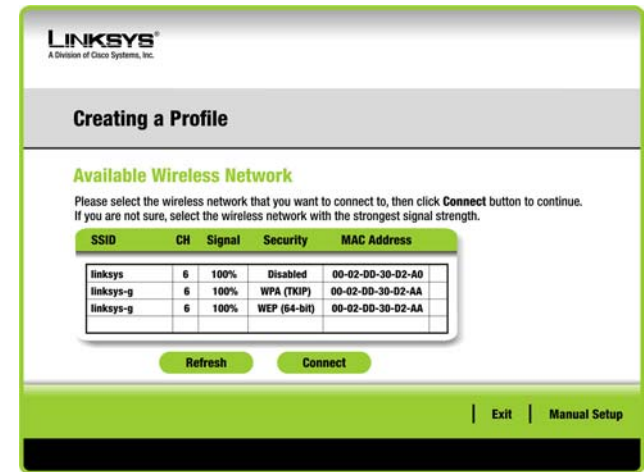 LINKSYS®
A Division of Cisco Systems, Inc.
Creating a Profile
Available Wireless Network
Please select the wireless network that you want to connect to, then click Connect button to continue.
If you are not sure, select the wireless network with the strongest signal strength.
SSID CH Signal Security MAC Address
linksys 6 100% Disabled 00-02-DD-30-D2-A0
linksys-g 6 100% WPA (TKIP) 00-02-DD-30-D2-AA
linksys-g 6 100% WEP (64-bit) 00-02-DD-30-D2-AA
Refresh Connect
Exit Manual Setup